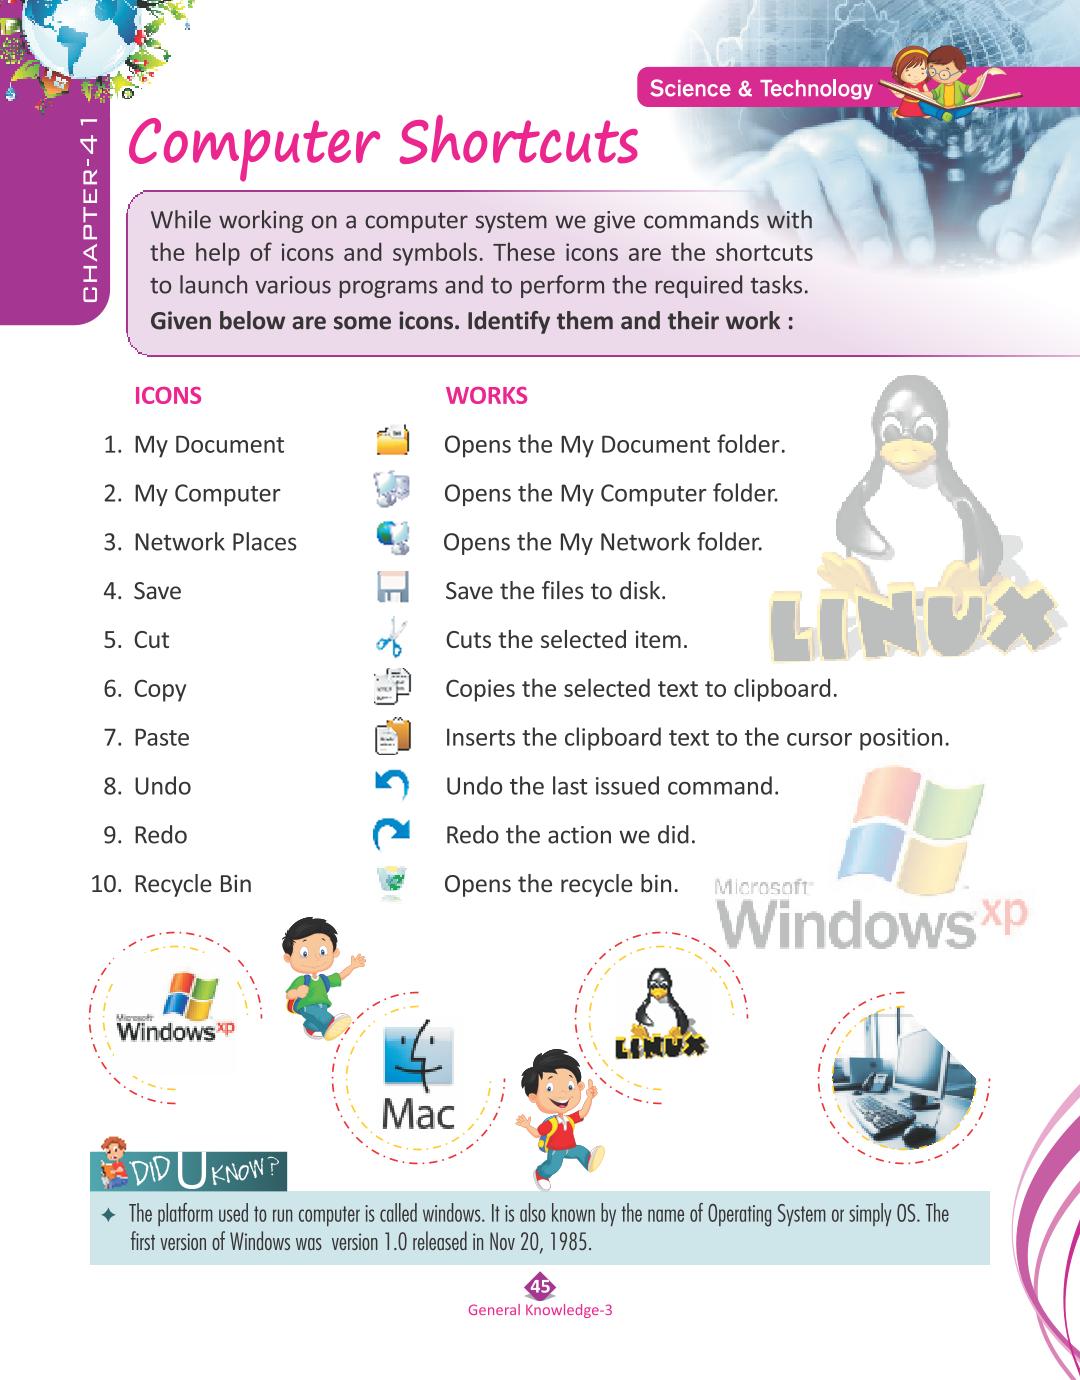 Science & Technology
CHAPTER-41
Computer Shortcuts
While working on a computer system we give commands with
the help of icons and symbols. These icons are the shortcuts
to launch various programs and to perform the required tasks.
Given below are some icons. Identify them and their work :
ICONS WORKS
1. My Document Opens the My Document folder.
2. My Computer Opens the My Computer folder.
3. Network Places Opens the My Network folder.
4. Save Save the files to disk.
5. Cut Cuts the selected item.
6. Copy Copies the selected text to clipboard.
7. Paste Inserts the clipboard text to the cursor position.
8. Undo Undo the last issued command.
9. Redo Redo the action we did.
10. Recycle Bin Opens the recycle bin.
LINUX
Microsoft
Windows xp
Microsoft
Windows xp
Mac
LINUX
DID U KNOW?
✦ The platform used to run computer is called windows. It is also known by the name of Operating System or simply OS. The
first version of Windows was version 1.0 released in Nov 20, 1985.
45
General Knowledge-3